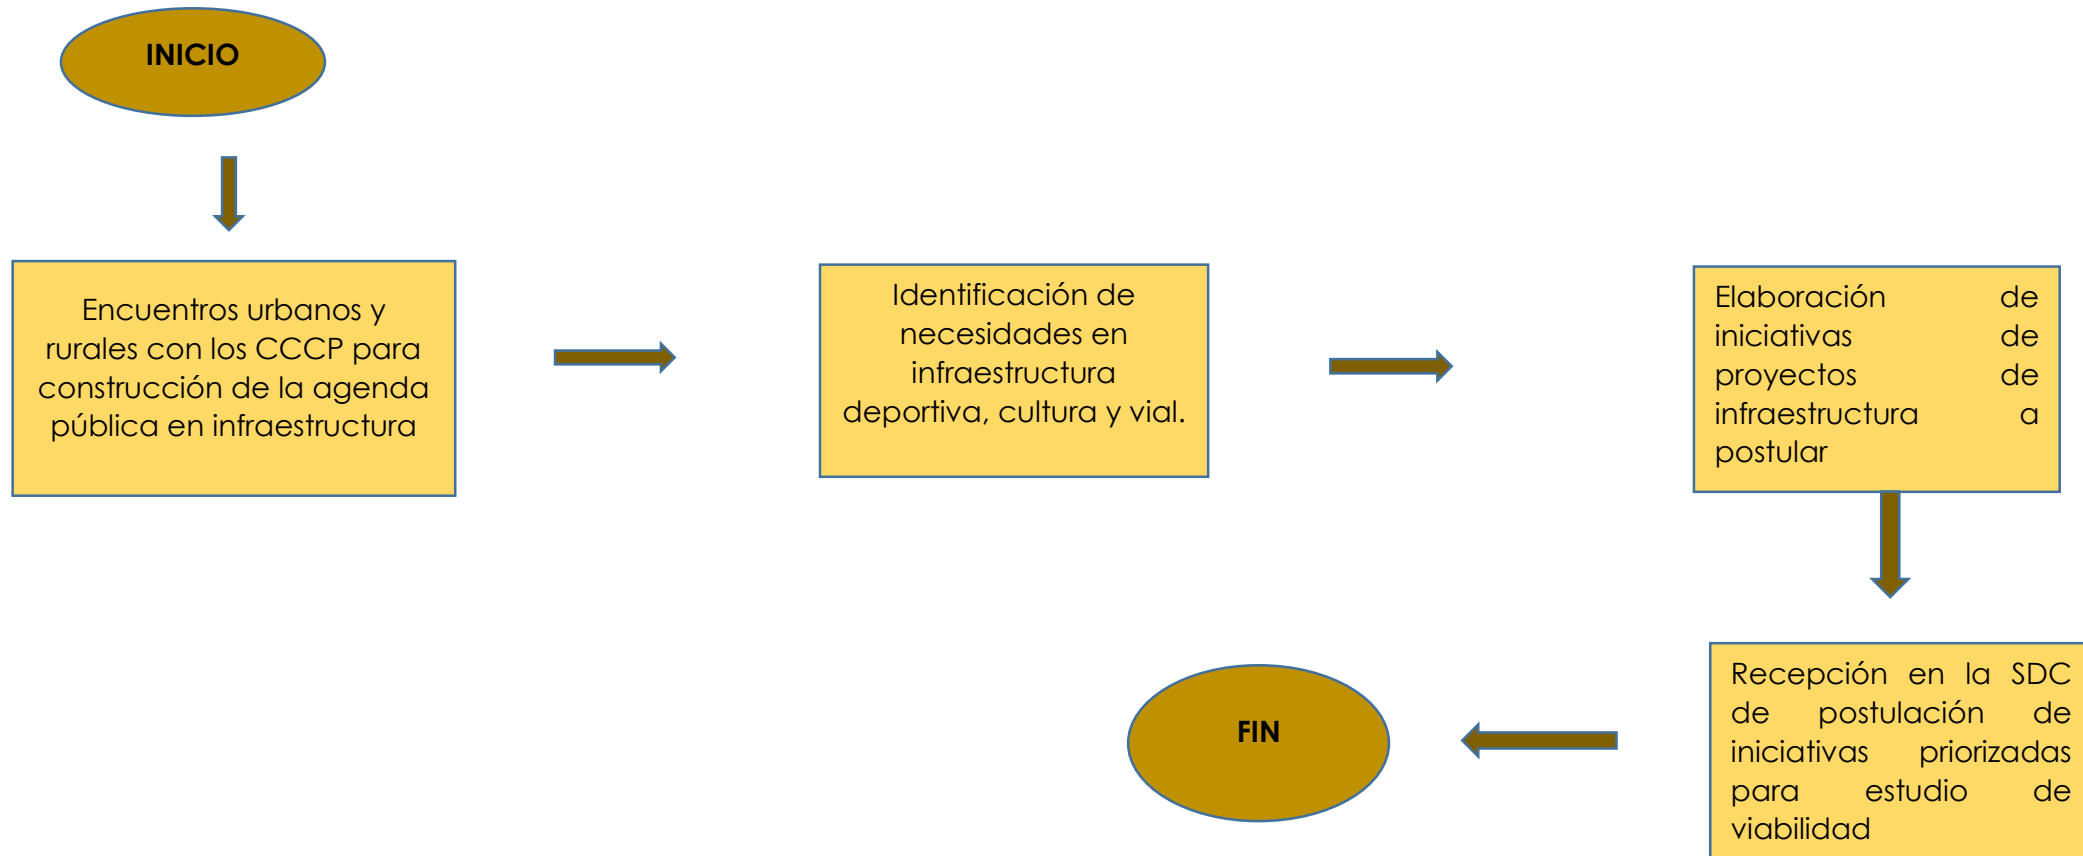 INICIO
Encuentros urbanos y
rurales con los CCCP para
construcción de la agenda
pública en infraestructura
Identificación de
necesidades en
infraestructura
deportiva, cultura y vial.
Elaboración de
iniciativas de
proyectos de
infraestructura a
postular
Recepción en la SDC
de postulación de
iniciativas priorizadas
para estudio de
viabilidad
FIN